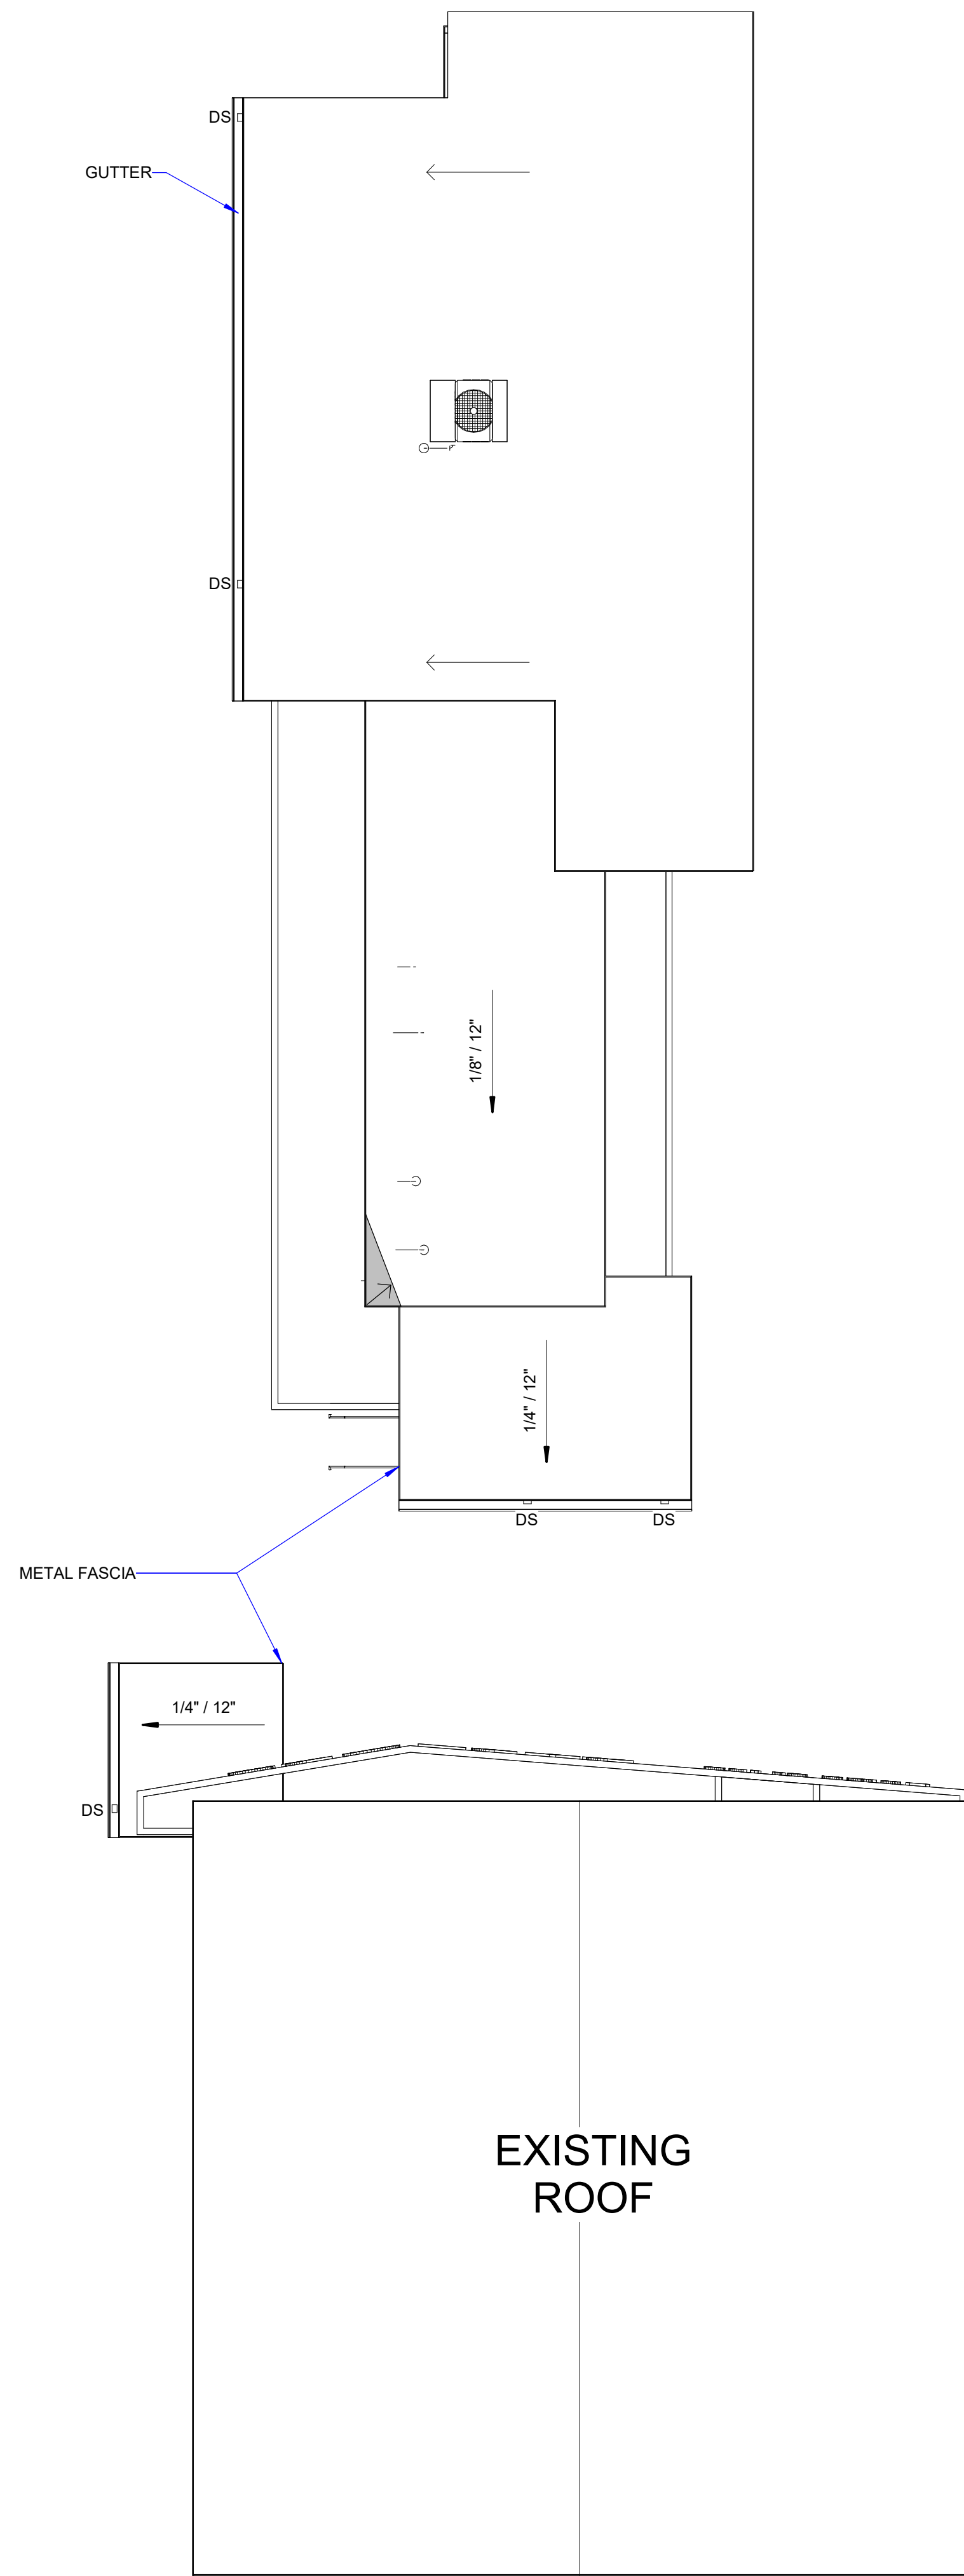 DS
GUTTER
DS
1/8" / 12"
1/4" / 12"
DS
DS
METAL FASCIA
1/4" / 12"
DS
EXISTING
ROOF